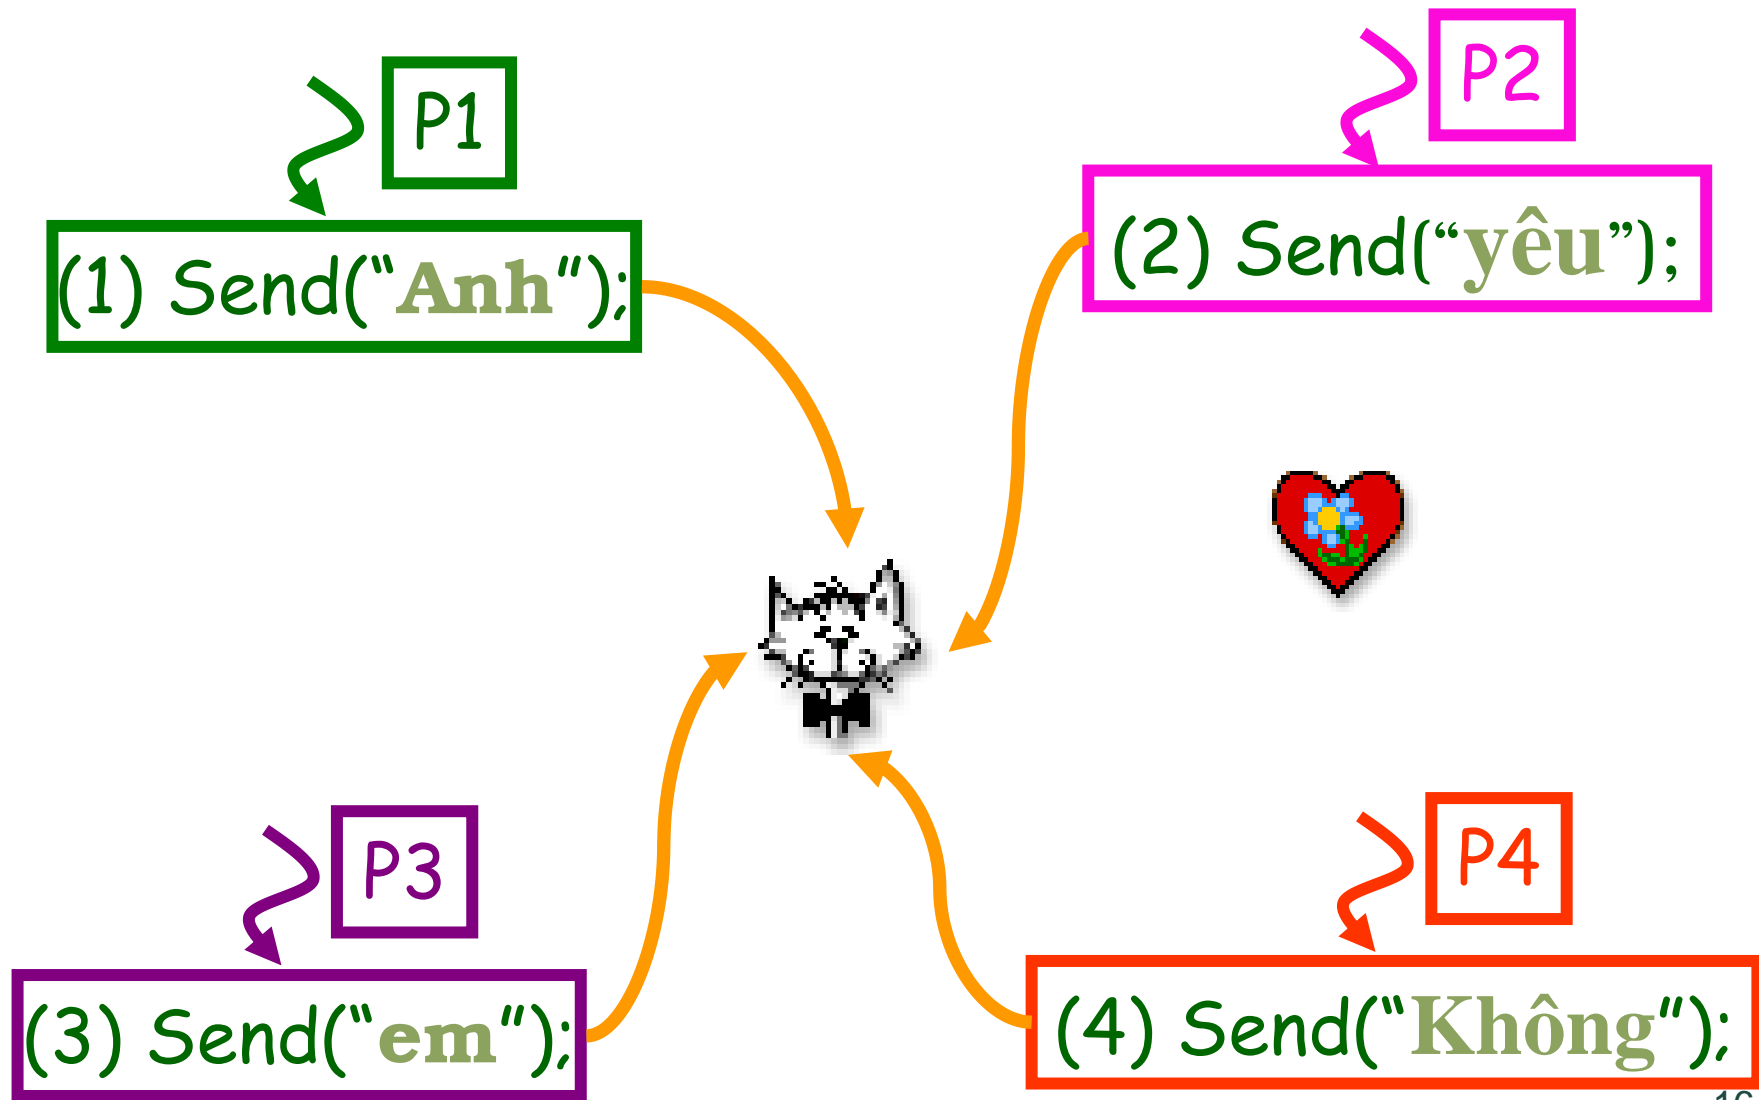 P1
(1) Send(“Anh”);
P2
(2) Send(“yêu”);
P3
(3) Send(“em”);
P4
(4) Send(“Không”);